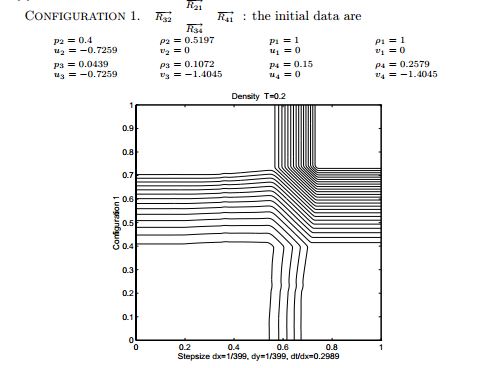 R21
CONFIGURATION 1. R32 R41 : the initial data are
R34
p2 = 0.4 ρ2 = 0.5197 p1 = 1 ρ1 = 1
u2 = −0.7259 v2 = 0 u1 = 0 v1 = 0
p3 = 0.0439 ρ3 = 0.1072 p4 = 0.15 ρ4 = 0.2579
u3 = −0.7259 v3 = −1.4045 u4 = 0 v4 = −1.4045
Density T=0.2
1
0.9
0.8
0.7
0.6
0.5
Configuration 1
0.4
0.3
0.2
0.1
0
0 0.2 0.4 0.6 0.8 1
Stepsize dx=1/399, dy=1/399, dt/dx=0.2989